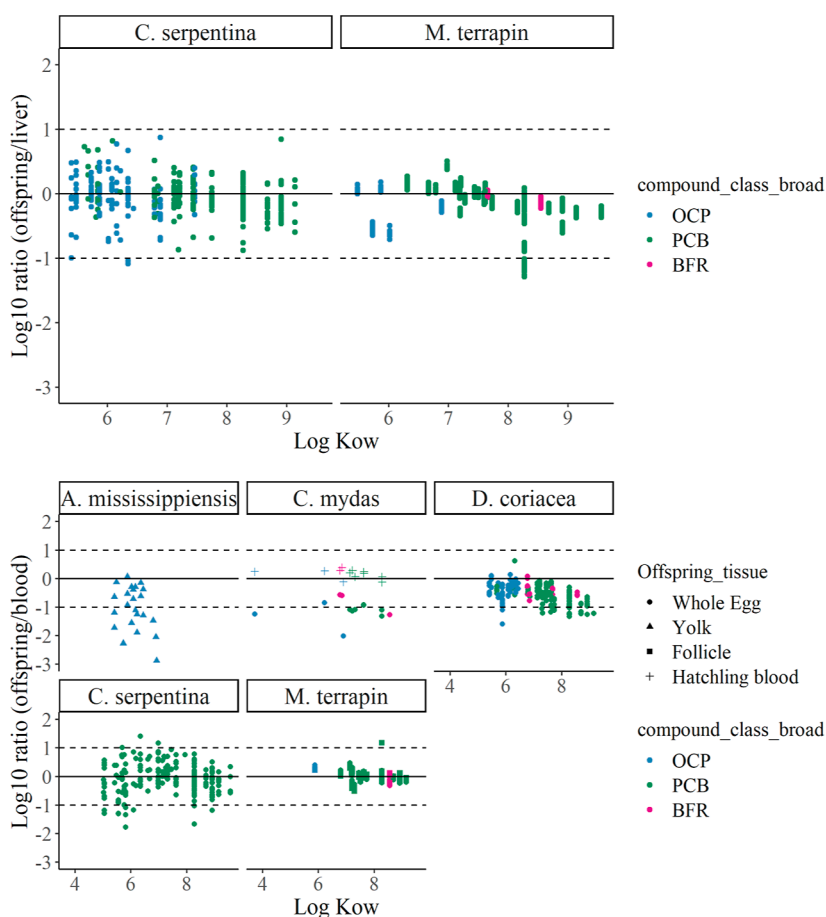 C. serpentina M. terrapin
Log10 ratio (offspring/liver)
2
1
0
-1
-2
-3
6 7 8 9 6 7 8 9
Log Kow
compound_class_broad
OCP
PCB
BFR
A. mississippiensis C. mydas D. coriacea
Log10 ratio (offspring/blood)
2
1
0
-1
-2
-3
4 6 8
C. serpentina M. terrapin
2
1
0
-1
-2
-3
4 6 8 4 6 8
Log Kow
Offspring_tissue
Whole Egg
Yolk
Follicle
Hatchling blood
compound_class_broad
OCP
PCB
BFR